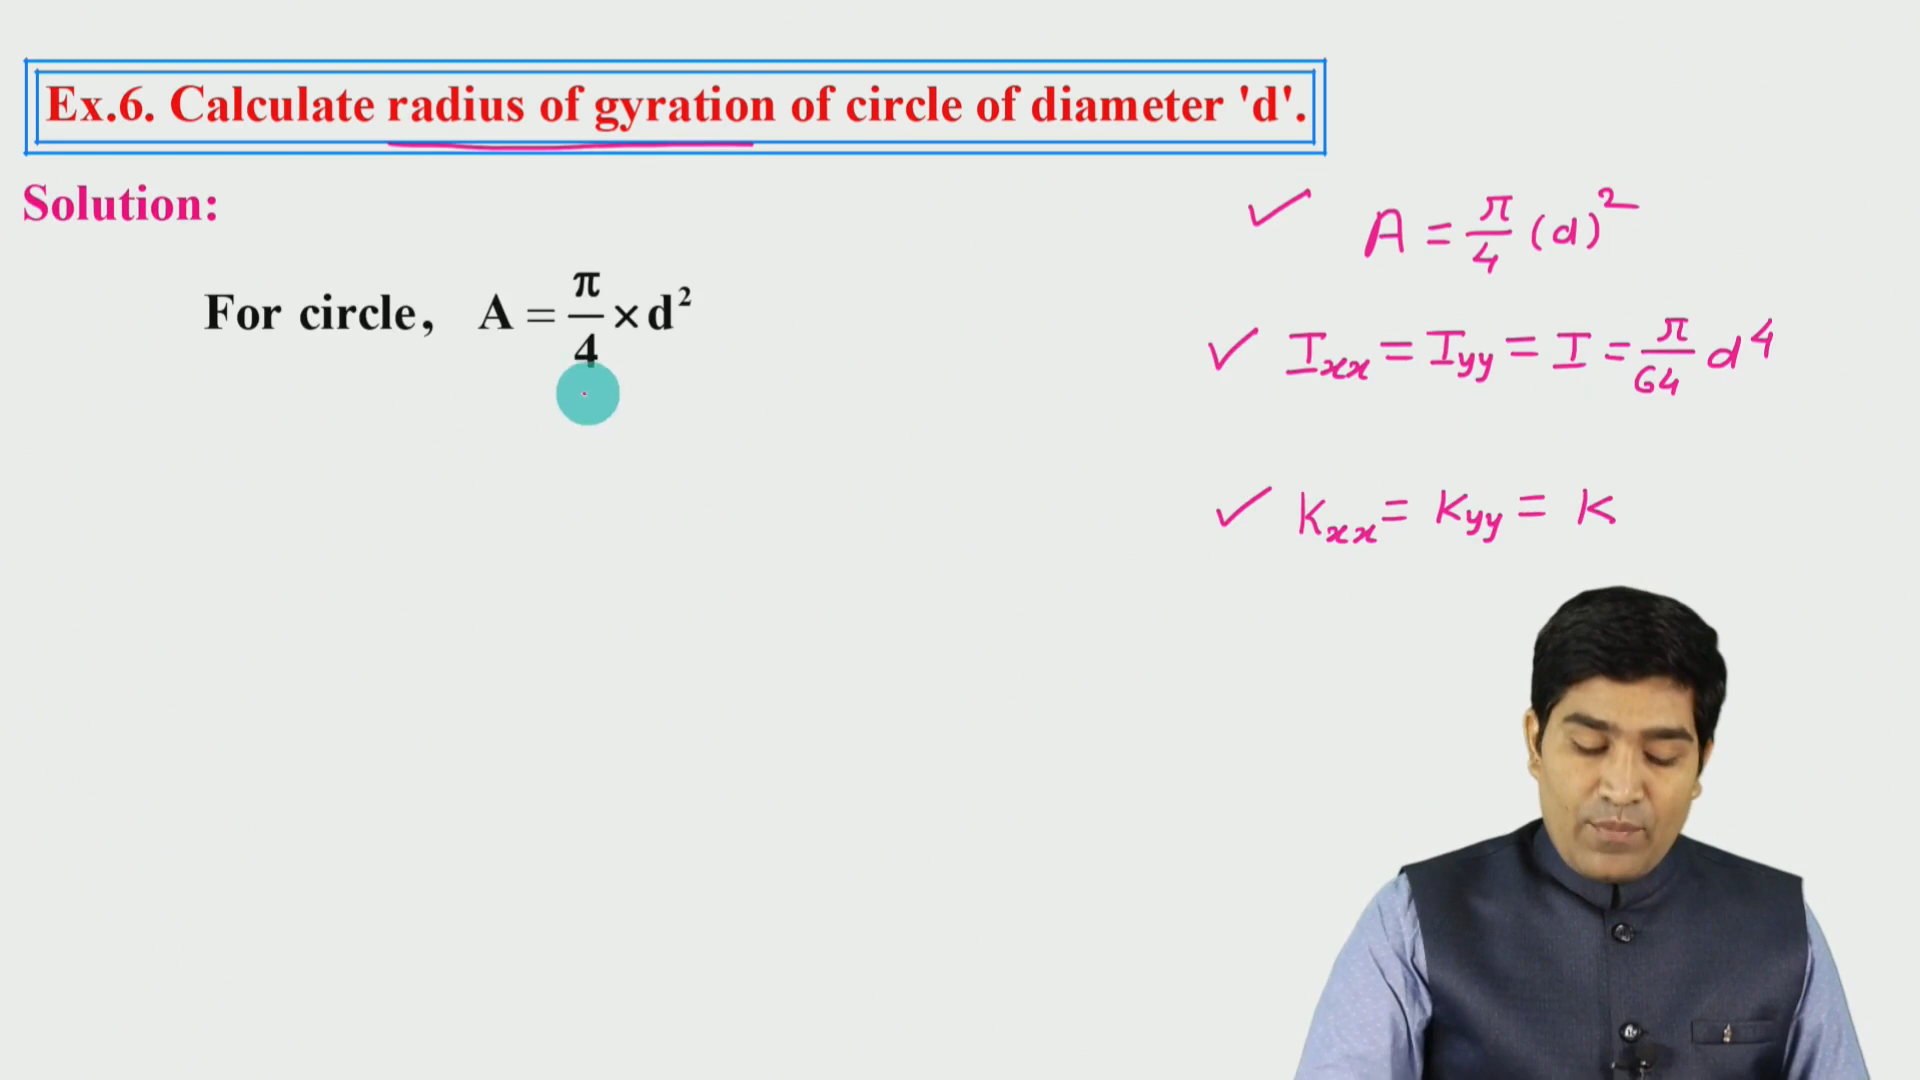 Ex.6. Calculate radius of gyration of circle of diameter 'd'.
Solution:
For circle, A = π/4 × d²
A = π/4 (d)²
Ixx = Iyy = I = π/64 d⁴
Kxx = Kyy = K